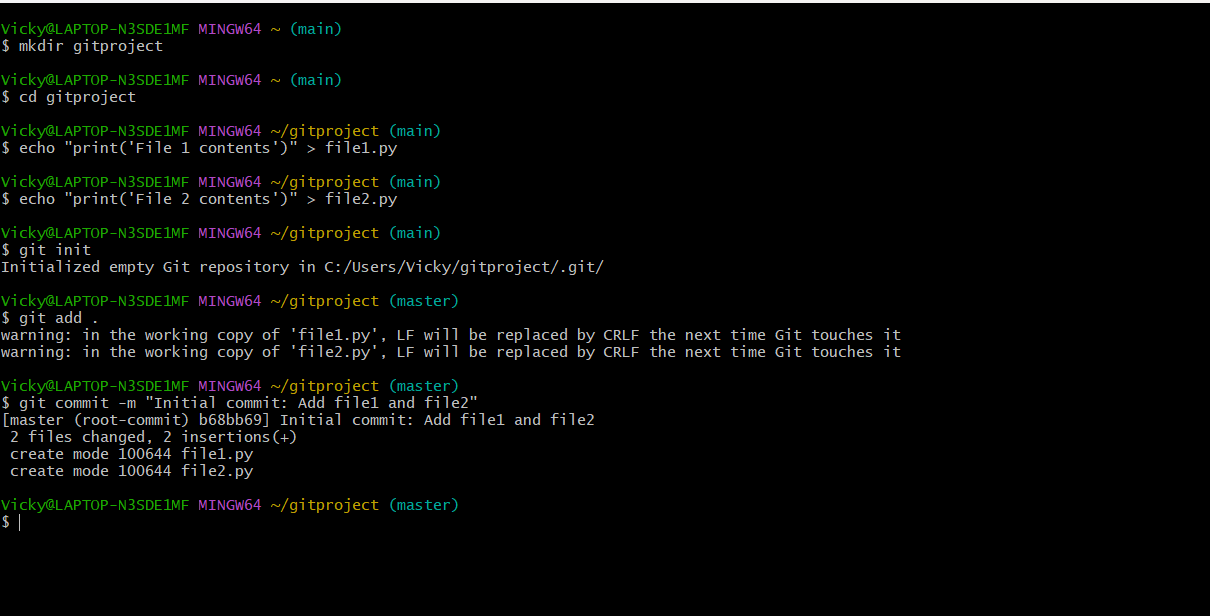 Vicky@LAPTOP-N3SDE1MF MINGW64 ~ (main)
$ mkdir gitproject
Vicky@LAPTOP-N3SDE1MF MINGW64 ~ (main)
$ cd gitproject
Vicky@LAPTOP-N3SDE1MF MINGW64 ~/gitproject (main)
$ echo "print('File 1 contents')" > file1.py
Vicky@LAPTOP-N3SDE1MF MINGW64 ~/gitproject (main)
$ echo "print('File 2 contents')" > file2.py
Vicky@LAPTOP-N3SDE1MF MINGW64 ~/gitproject (main)
$ git init
Initialized empty Git repository in C:/Users/Vicky/gitproject/.git/
Vicky@LAPTOP-N3SDE1MF MINGW64 ~/gitproject (master)
$ git add .
warning: in the working copy of 'file1.py', LF will be replaced by CRLF the next time Git touches it
warning: in the working copy of 'file2.py', LF will be replaced by CRLF the next time Git touches it
Vicky@LAPTOP-N3SDE1MF MINGW64 ~/gitproject (master)
$ git commit -m "Initial commit: Add file1 and file2"
[master (root-commit) b68bb69] Initial commit: Add file1 and file2
 2 files changed, 2 insertions(+)
 create mode 100644 file1.py
 create mode 100644 file2.py
Vicky@LAPTOP-N3SDE1MF MINGW64 ~/gitproject (master)
$